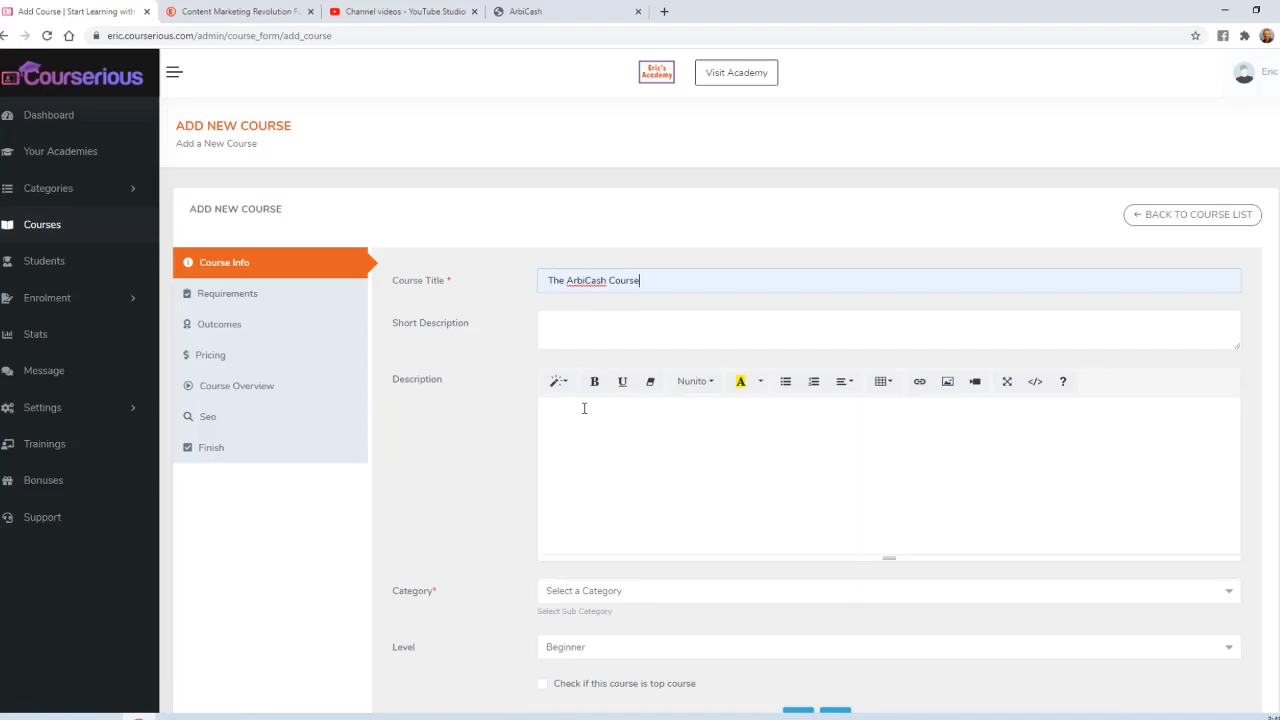 Add Course | Start Learning with
Content Marketing Revolution F
Channel videos - YouTube Studio
ArbiCash
eric.courserious.com/admin/course_form/add_course
Courserious
Eric's
Academy
Visit Academy
Eric
Dashboard
Your Academies
Categories
Courses
Students
Enrolment
Stats
Message
Settings
Trainings
Bonuses
Support
ADD NEW COURSE
Add a New Course
ADD NEW COURSE
← BACK TO COURSE LIST
Course Info
Requirements
Outcomes
Pricing
Course Overview
Seo
Finish
Course Title *
The ArbiCash Course
Short Description
Description
B U Nunito A </> ?
Category*
Select a Category
Select Sub Category
Level
Beginner
Check if this course is top course